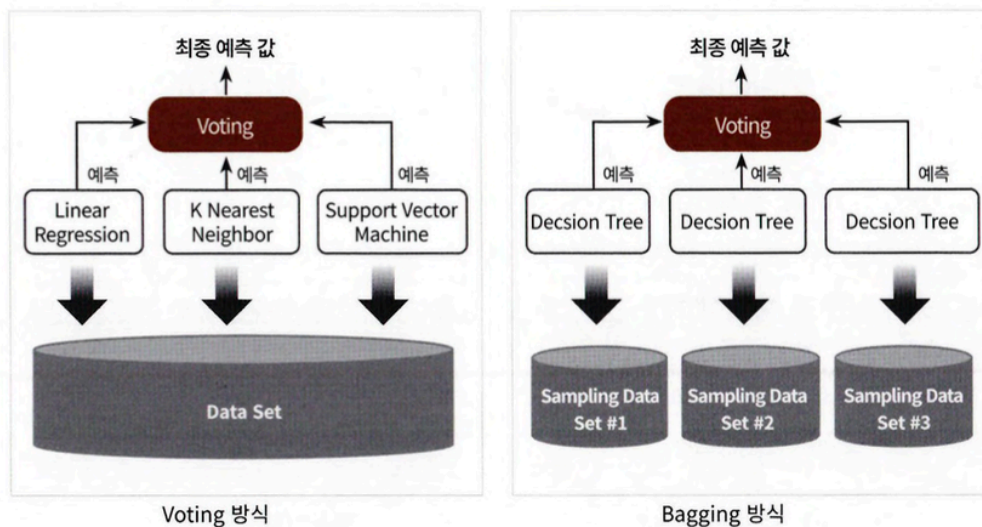 최종 예측 값
Voting
예측
예측
예측
Linear
Regression
K Nearest
Neighbor
Support Vector
Machine
Data Set
Voting 방식
최종 예측 값
Voting
예측
예측
예측
Decsion Tree
Decsion Tree
Decsion Tree
Sampling Data
Set #1
Sampling Data
Set #2
Sampling Data
Set #3
Bagging 방식